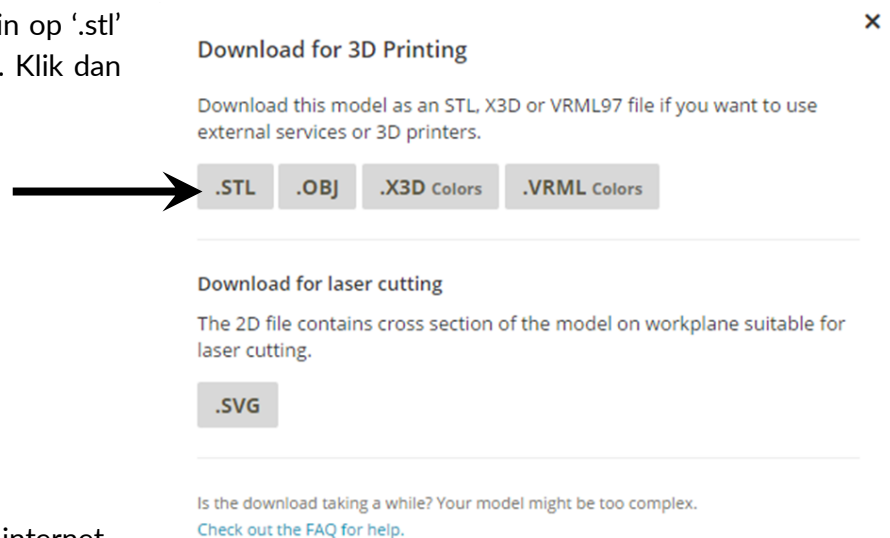 in op ‘.stl’
. Klik dan
×
Download for 3D Printing
Download this model as an STL, X3D or VRML97 file if you want to use
external services or 3D printers.
.STL .OBJ .X3D Colors .VRML Colors
Download for laser cutting
The 2D file contains cross section of the model on workplane suitable for
laser cutting.
.SVG
Is the download taking a while? Your model might be too complex.
Check out the FAQ for help.
internet